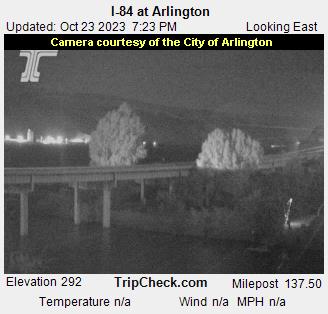 I-84 at Arlington
Updated: Oct 23 2023 7:23 PM Looking East
Camera courtesy of the City of Arlington
Elevation 292 TripCheck.com Milepost 137.50
Temperature n/a Wind n/a MPH n/a